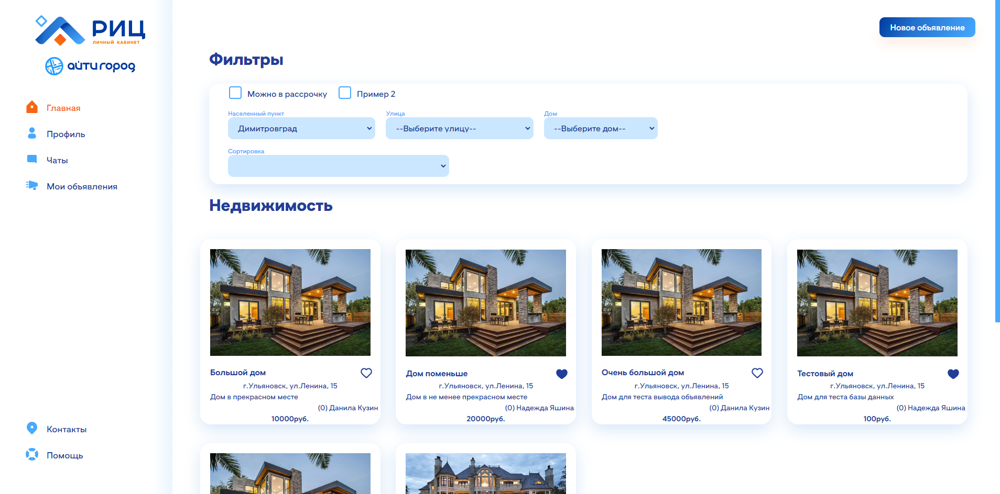 РИЦ
ЛИЧНЫЙ КАБИНЕТ
айти город
Главная
Профиль
Чаты
Мои объявления
Контакты
Помощь
Новое объявление
Фильтры
Можно в рассрочку
Пример 2
Населенный пункт
Улица
Дом
Димитровград
--Выберите улицу--
--Выберите дом--
Сортировка
Недвижимость
Большой дом
г.Ульяновск, ул.Ленина, 15
Дом в прекрасном месте
(0) Данила Кузин
10000руб.
Дом поменьше
г.Ульяновск, ул.Ленина, 15
Дом в не менее прекрасном месте
(0) Надежда Яшина
20000руб.
Очень большой дом
г.Ульяновск, ул.Ленина, 15
Дом для теста вывода объявлений
(0) Данила Кузин
45000руб.
Тестовый дом
г.Ульяновск, ул.Ленина, 15
Дом для теста базы данных
(0) Надежда Яшина
100руб.